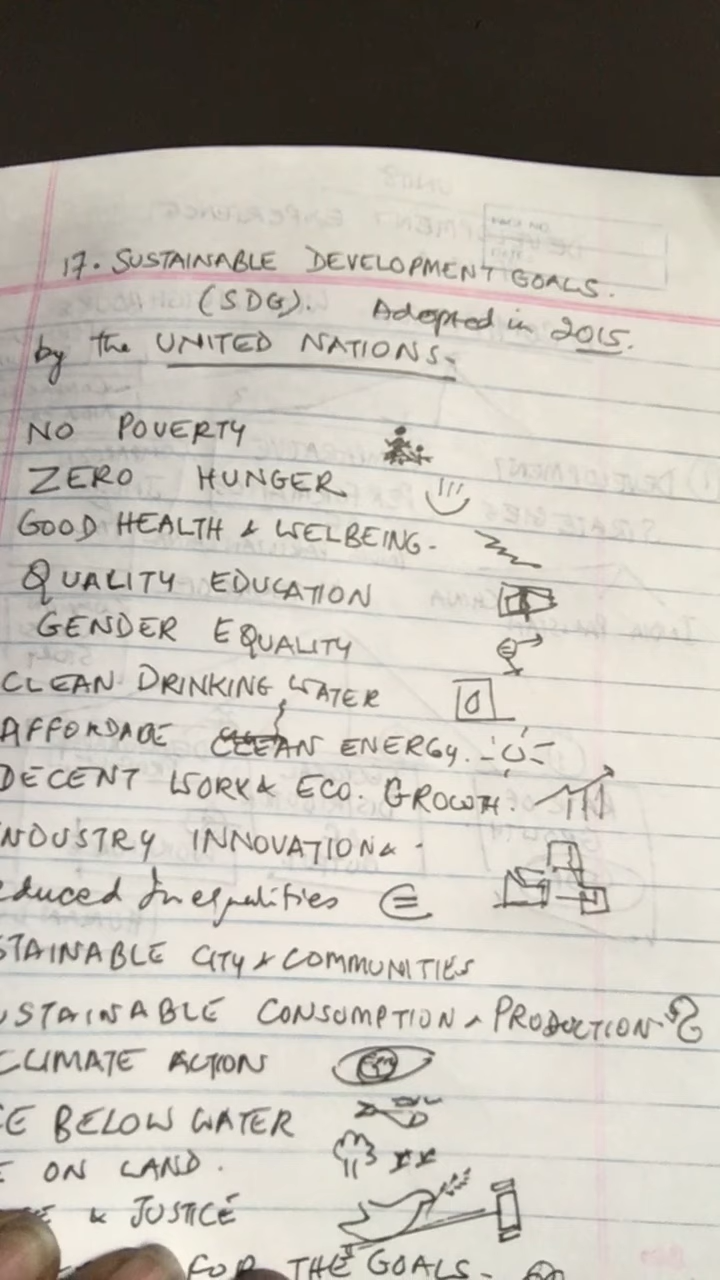 17. SUSTAINABLE DEVELOPMENT GOALS.
(SDG). Adopted in 2015.
by the UNITED NATIONS-
NO POVERTY
ZERO HUNGER
GOOD HEALTH & WELBEING-
QUALITY EDUCATION
GENDER EQUALITY
CLEAN DRINKING WATER
AFFORDABE CLEAN ENERGY.
DECENT WORK & ECO. GROWTH.
NDUSTRY INNOVATION &
educed Inequalities
STAINABLE CITY & COMMUNITIES
USTAINABLE CONSUMPTION & PRODUCTION
CLIMATE ACTION
E BELOW WATER
E ON LAND.
& JUSTICE
FOR THE GOALS-